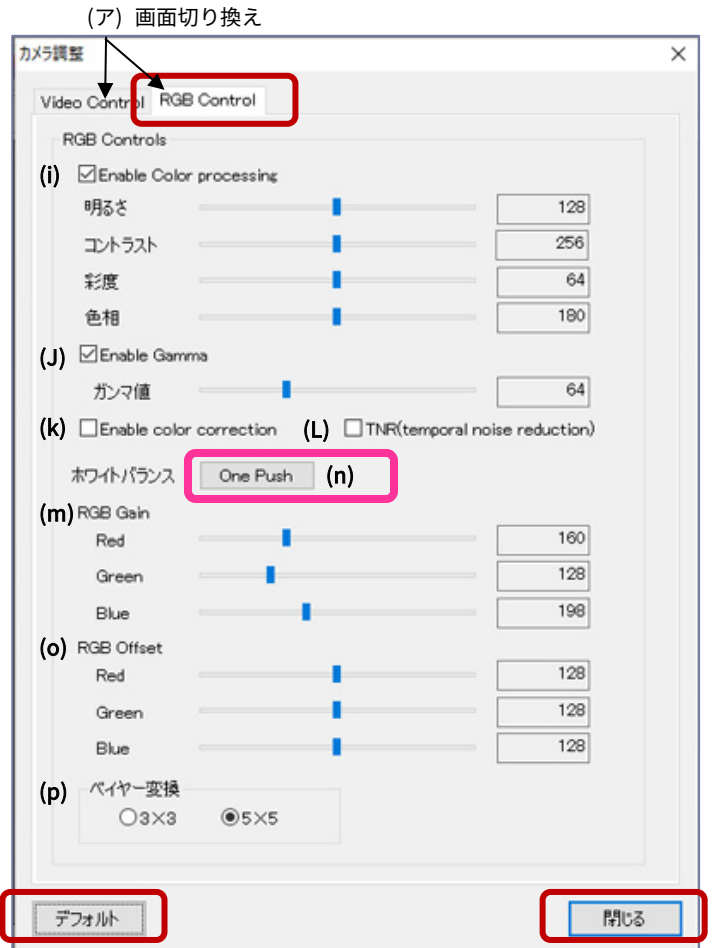 (ア) 画面切り換え
カメラ調整
Video Control RGB Control
RGB Controls
(i) Enable Color processing
明るさ 128
コントラスト 256
彩度 64
色相 180
(J) Enable Gamma
ガンマ値 64
(k) Enable color correction (L) TNR(temporal noise reduction)
ホワイトバランス One Push (n)
(m) RGB Gain
Red 160
Green 128
Blue 198
(o) RGB Offset
Red 128
Green 128
Blue 128
(p) ベイヤー変換
3×3 5×5
デフォルト 閉じる